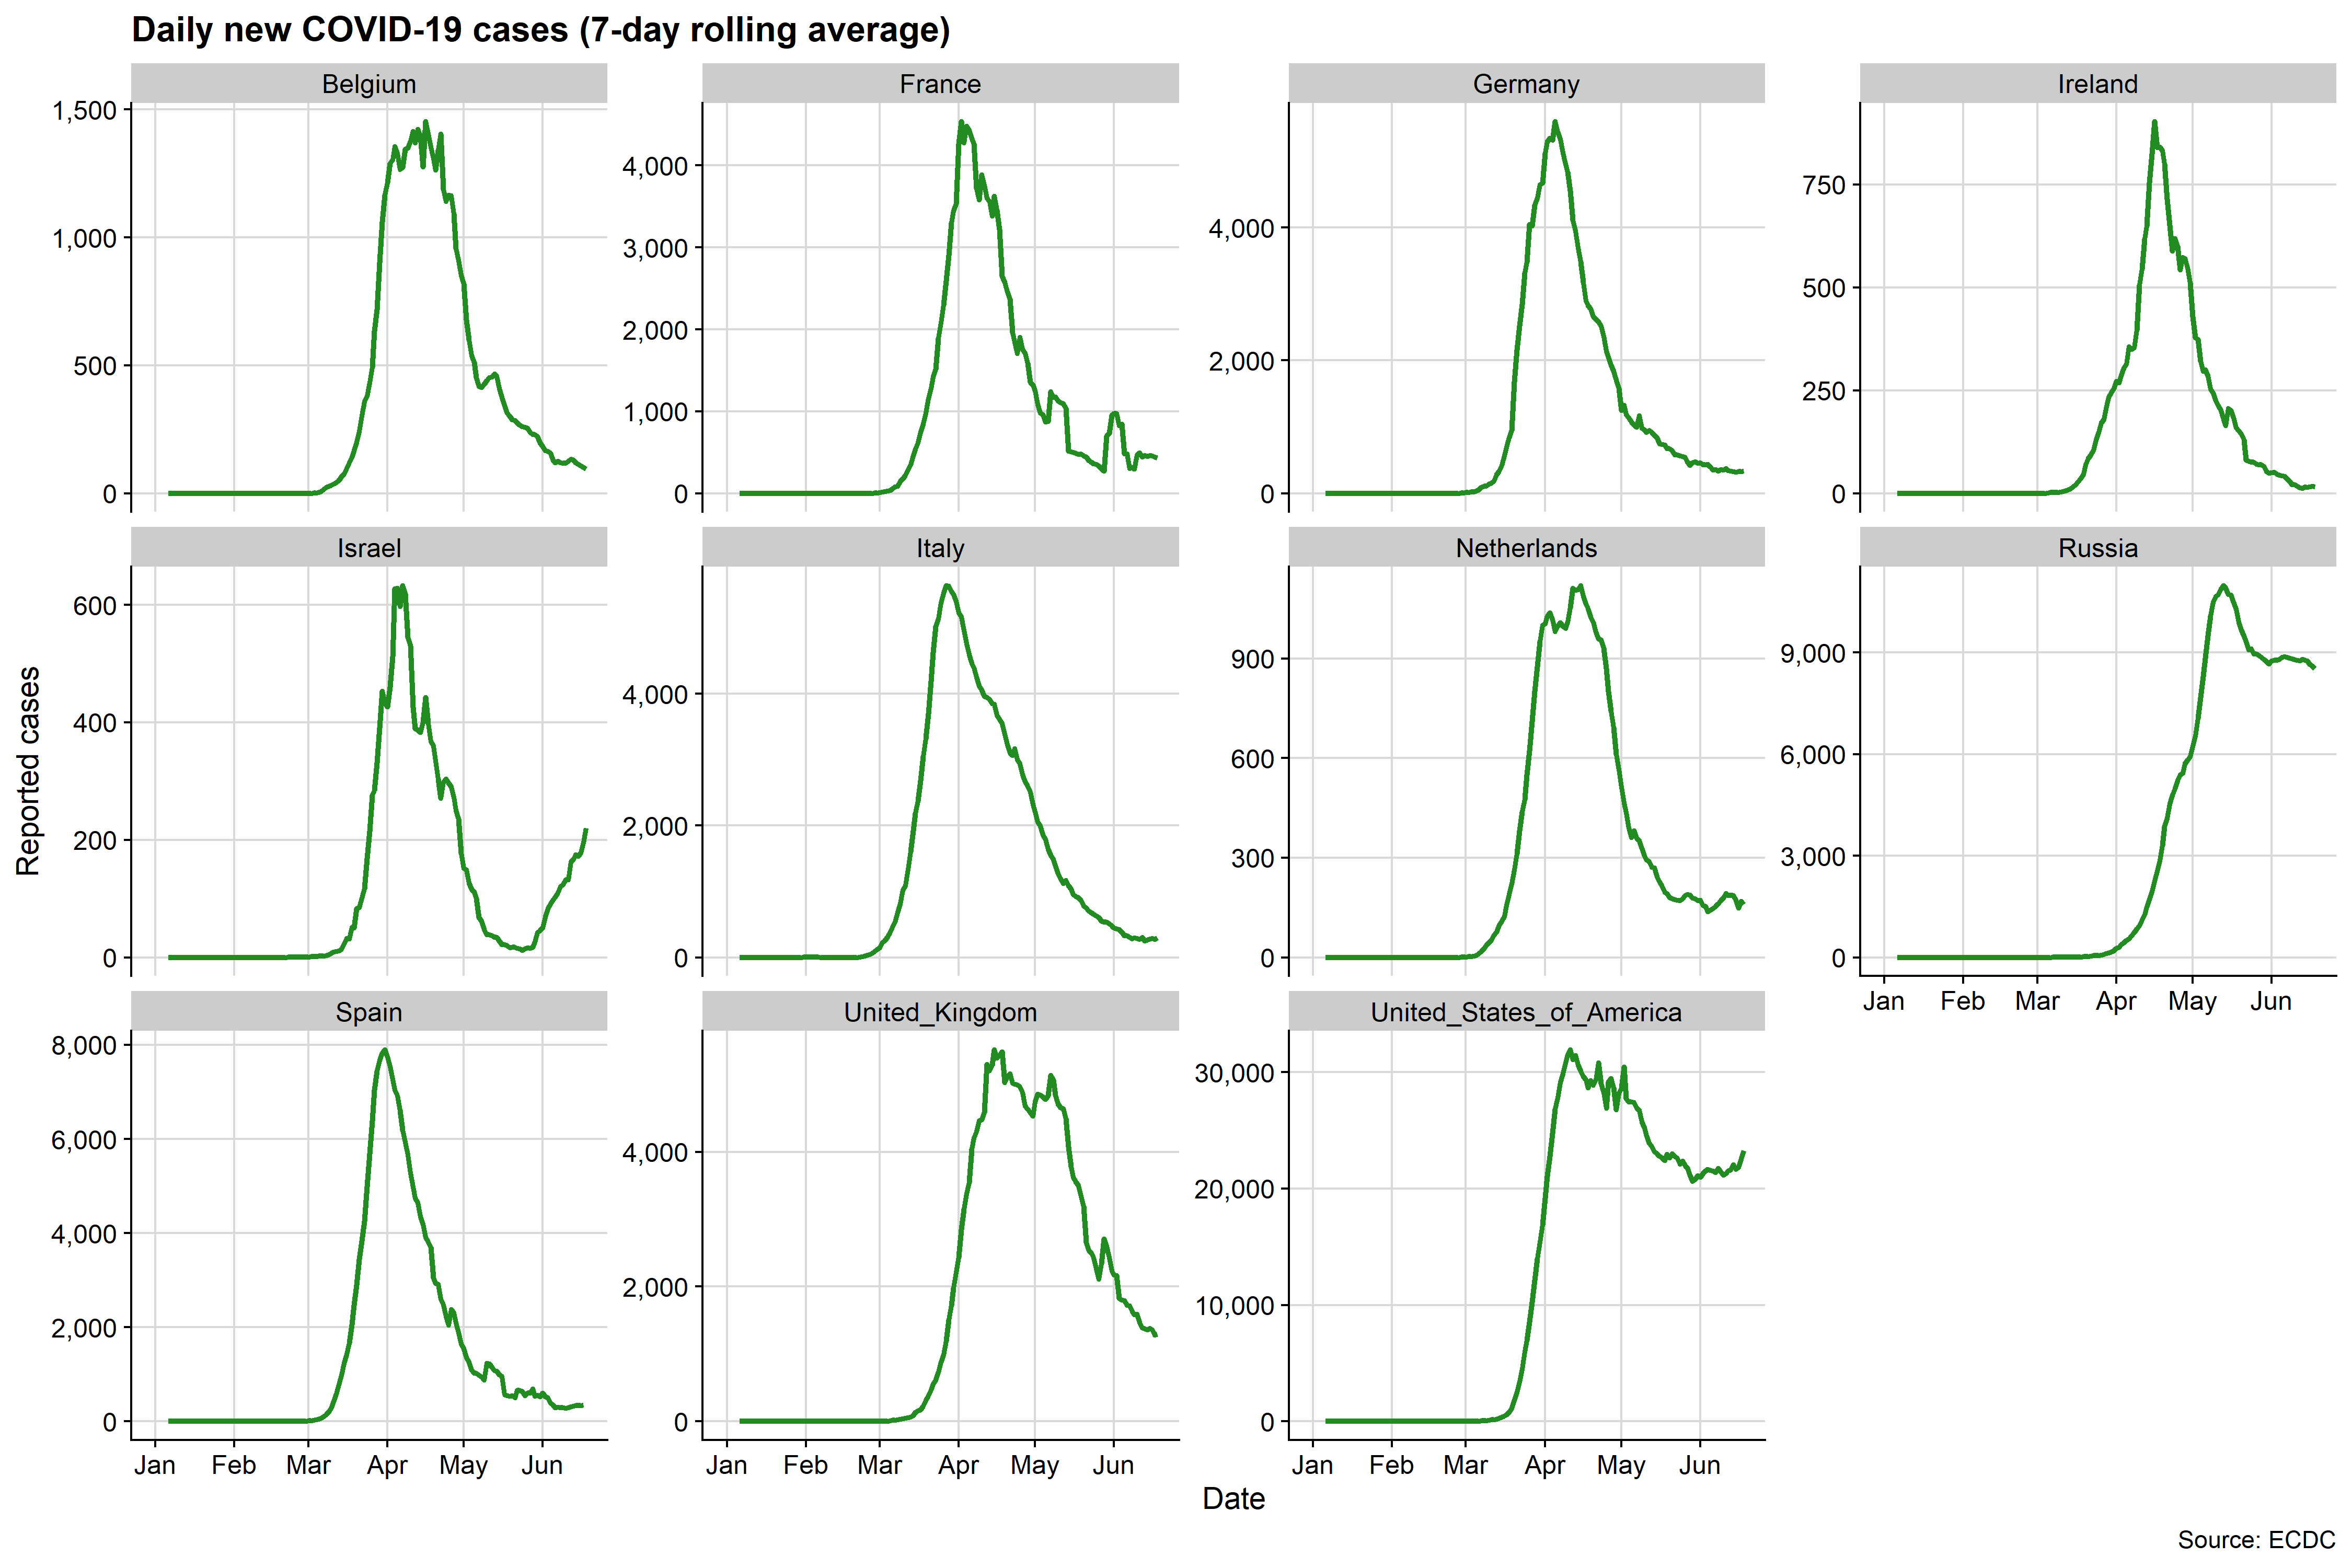 Daily new COVID-19 cases (7-day rolling average)
Belgium
France
Germany
Ireland
1,500
1,000
500
0
4,000
3,000
2,000
1,000
0
4,000
2,000
0
750
500
250
0
Israel
Italy
Netherlands
Russia
600
400
200
0
4,000
2,000
0
900
600
300
0
9,000
6,000
3,000
0
Jan Feb Mar Apr May Jun
Spain
United_Kingdom
United_States_of_America
8,000
6,000
4,000
2,000
0
4,000
2,000
0
30,000
20,000
10,000
0
Jan Feb Mar Apr May Jun
Jan Feb Mar Apr May Jun
Jan Feb Mar Apr May Jun
Reported cases
Date
Source: ECDC